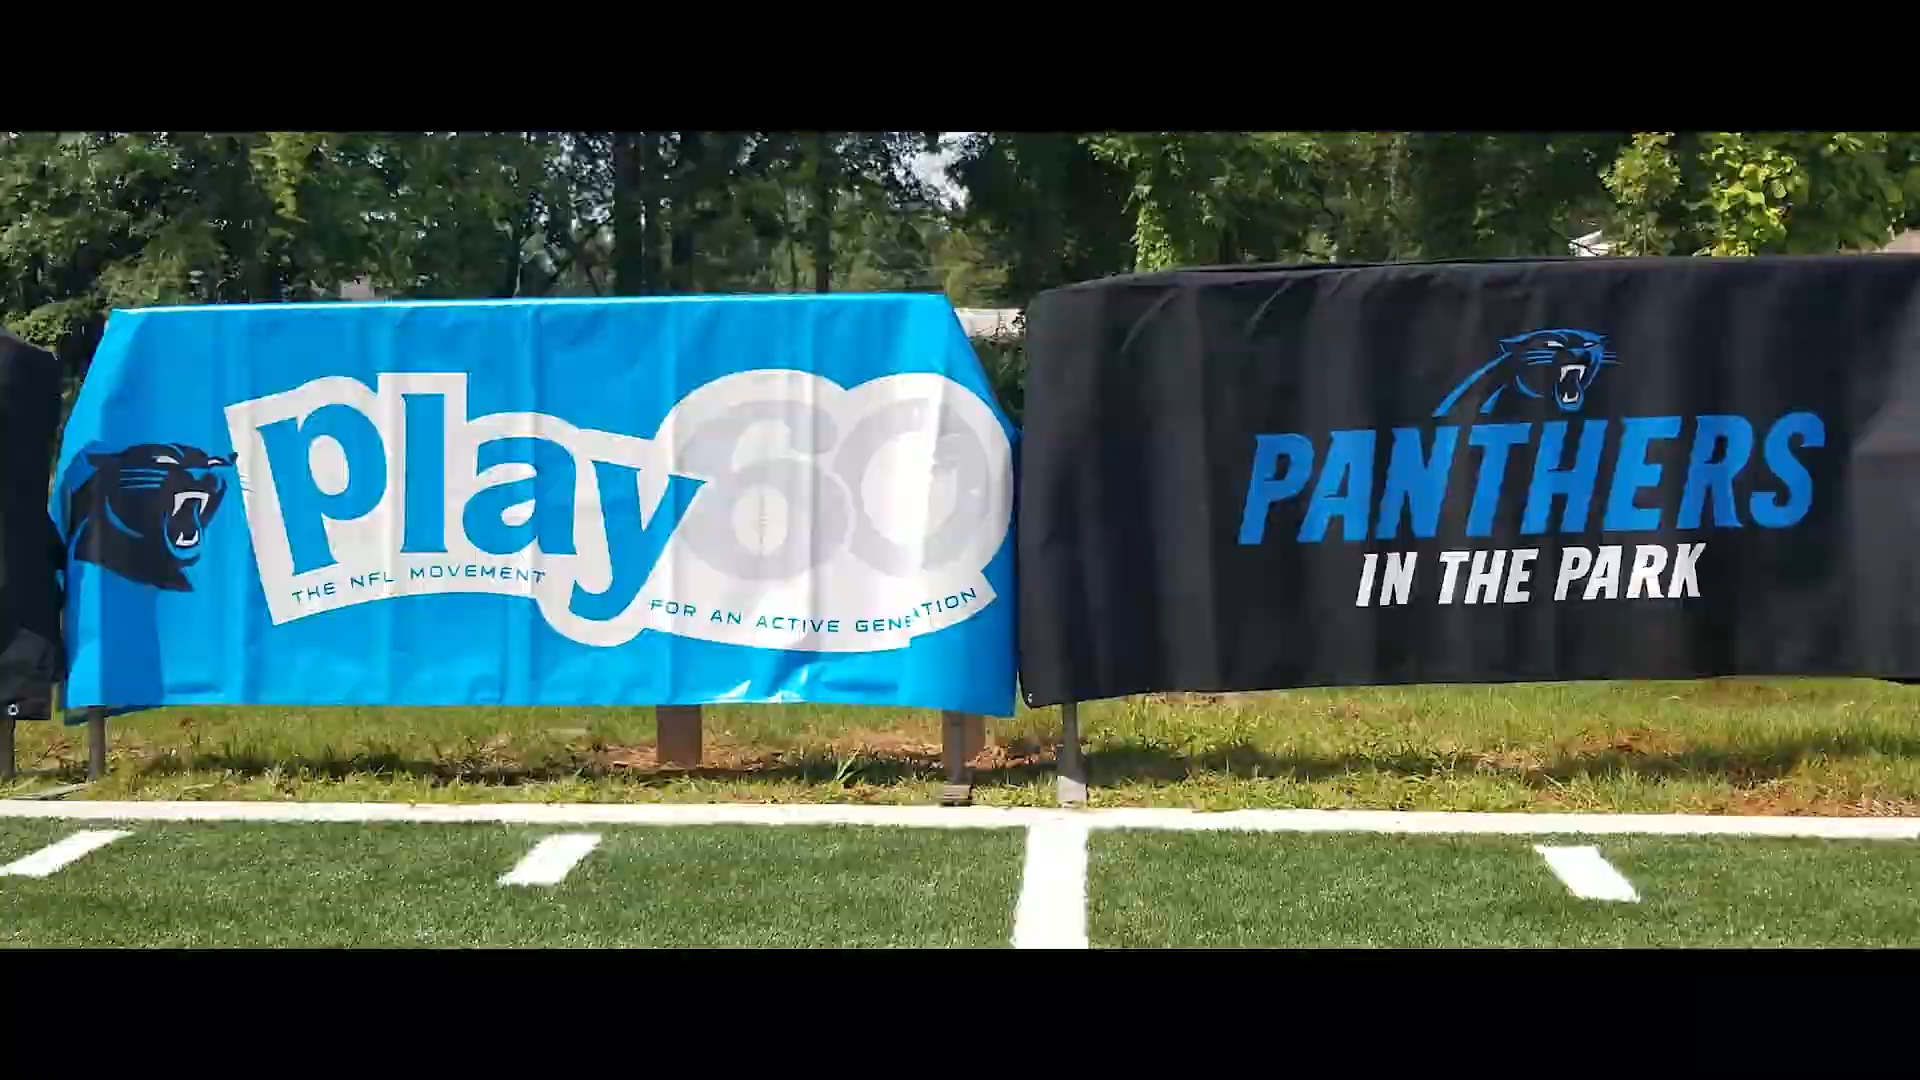 play60
THE NFL MOVEMENT
FOR AN ACTIVE GENERATION
PANTHERS
IN THE PARK